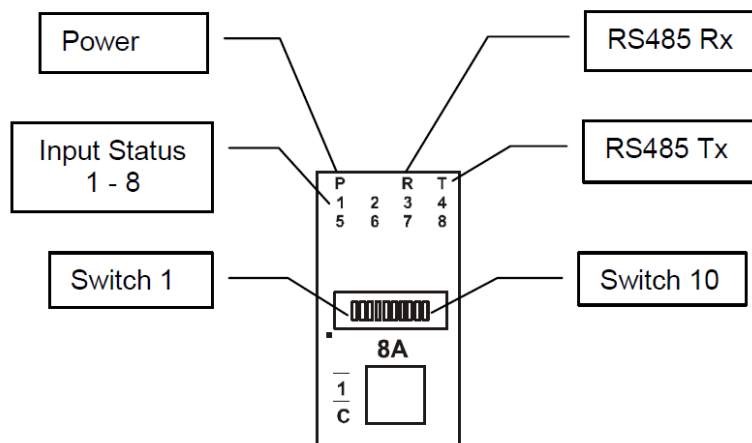 Power
RS485 Rx
Input Status
1 - 8
RS485 Tx
P R T
1 2 3 4
5 6 7 8
Switch 1
Switch 10
8A
1
C